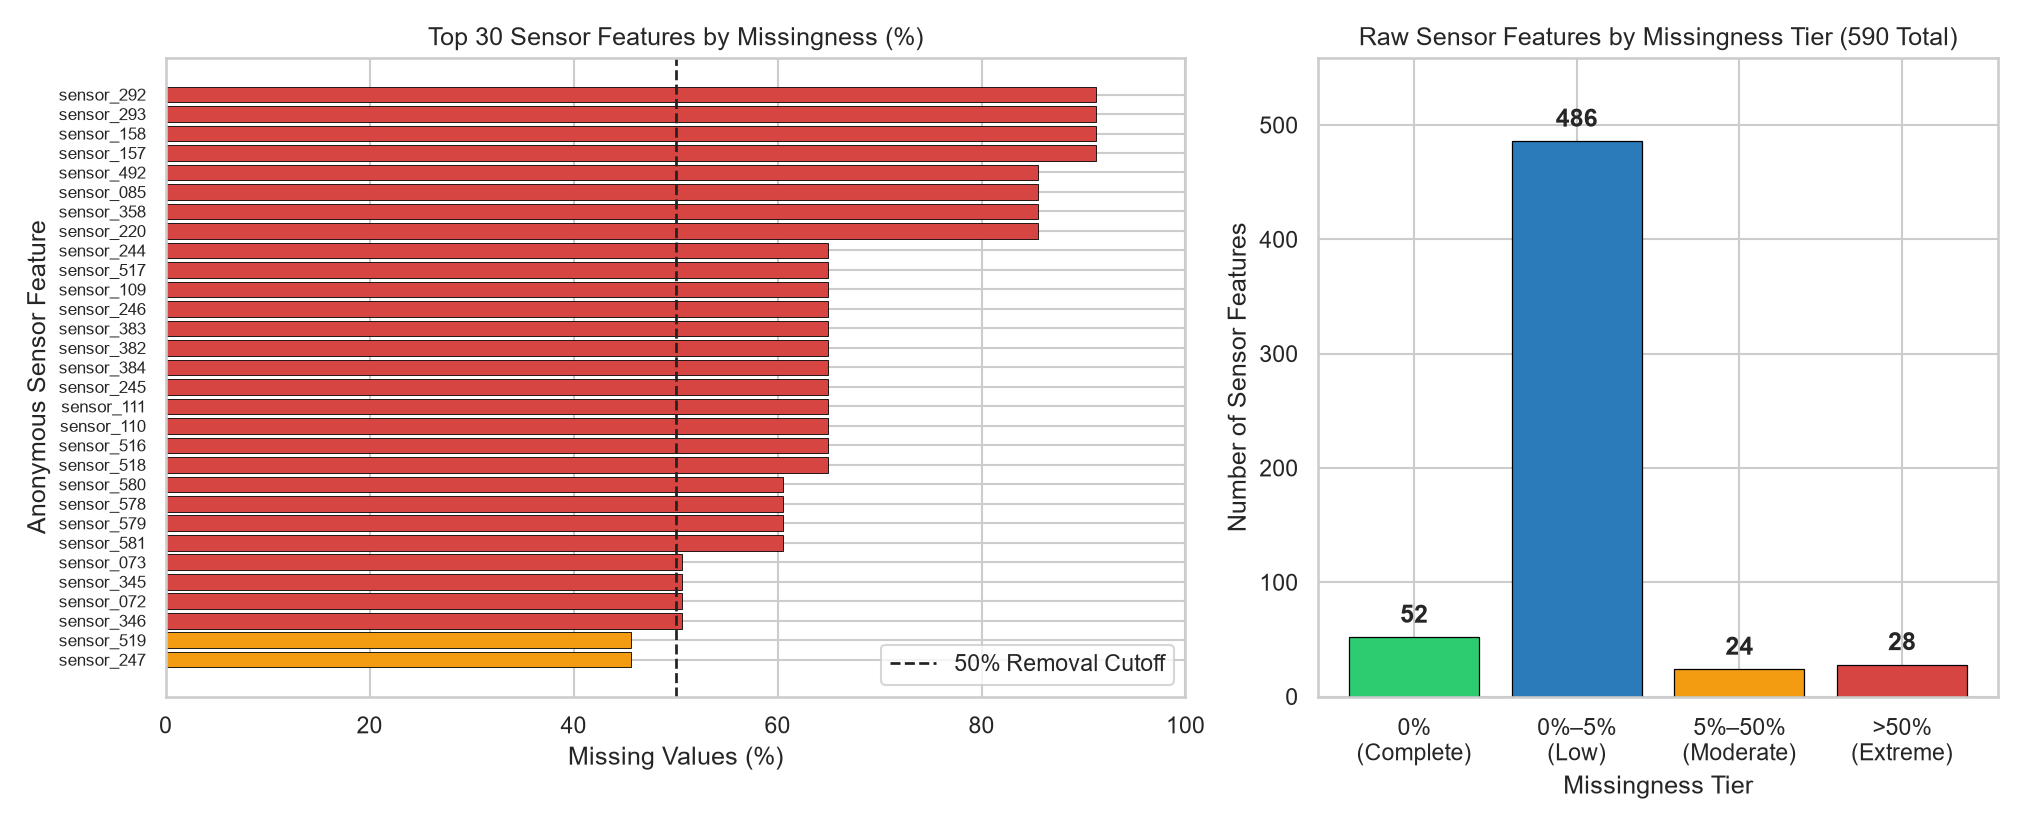 Top 30 Sensor Features by Missingness (%)
Anonymous Sensor Feature
sensor_292
sensor_293
sensor_158
sensor_157
sensor_492
sensor_085
sensor_358
sensor_220
sensor_244
sensor_517
sensor_109
sensor_246
sensor_383
sensor_382
sensor_384
sensor_245
sensor_111
sensor_110
sensor_516
sensor_518
sensor_580
sensor_578
sensor_579
sensor_581
sensor_073
sensor_345
sensor_072
sensor_346
sensor_519
sensor_247
50% Removal Cutoff
0 20 40 60 80 100
Missing Values (%)
Raw Sensor Features by Missingness Tier (590 Total)
Number of Sensor Features
500
400
300
200
100
0
52
486
24
28
0% 0%–5% 5%–50% >50%
(Complete) (Low) (Moderate) (Extreme)
Missingness Tier